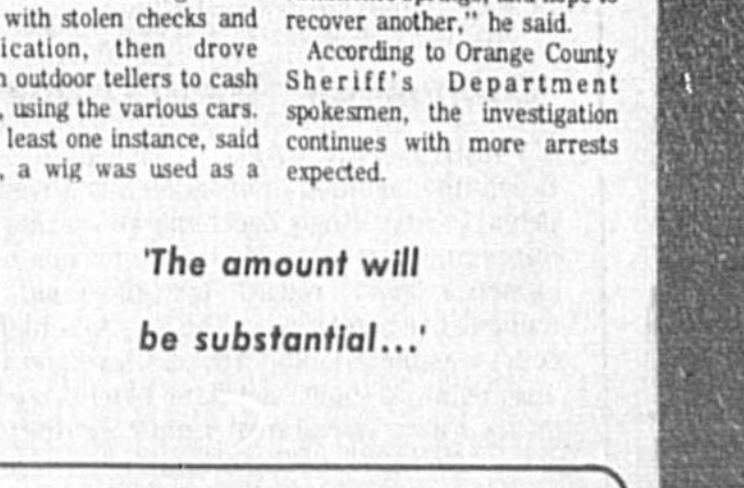 with stolen checks and
then drove
outdoor tellers to cash
using the various cars.
least one instance, said
a wig was used as a
recover another," he said.
According to Orange County
Sheriff's Department
spokesmen, the investigation
continues with more arrests
expected.
'The amount will
be substantial...'